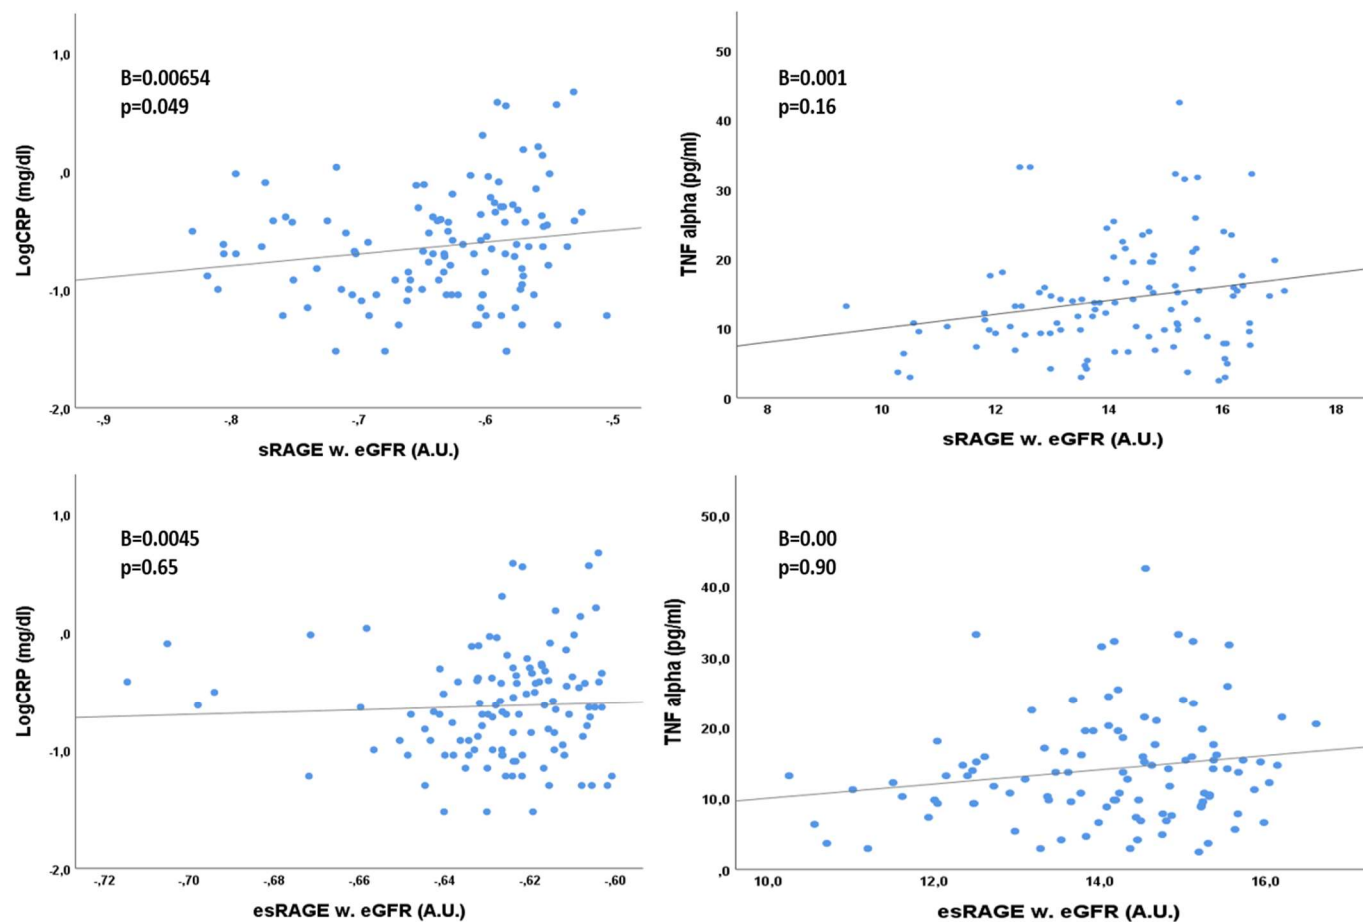 B=0.00654
p=0.049
LogCRP (mg/dl)
1,0
,0
-1,0
-2,0
-,9
-,8
-,7
-,6
-,5
sRAGE w. eGFR (A.U.)
B=0.001
p=0.16
TNF alpha (pg/ml)
50
40
30
20
10
0
8
10
12
14
16
18
sRAGE w. eGFR (A.U.)
B=0.0045
p=0.65
LogCRP (mg/dl)
1,0
,0
-1,0
-2,0
-,72
-,70
-,68
-,66
-,64
-,62
-,60
esRAGE w. eGFR (A.U.)
B=0.00
p=0.90
TNF alpha (pg/ml)
50,0
40,0
30,0
20,0
10,0
,0
10,0
12,0
14,0
16,0
esRAGE w. eGFR (A.U.)